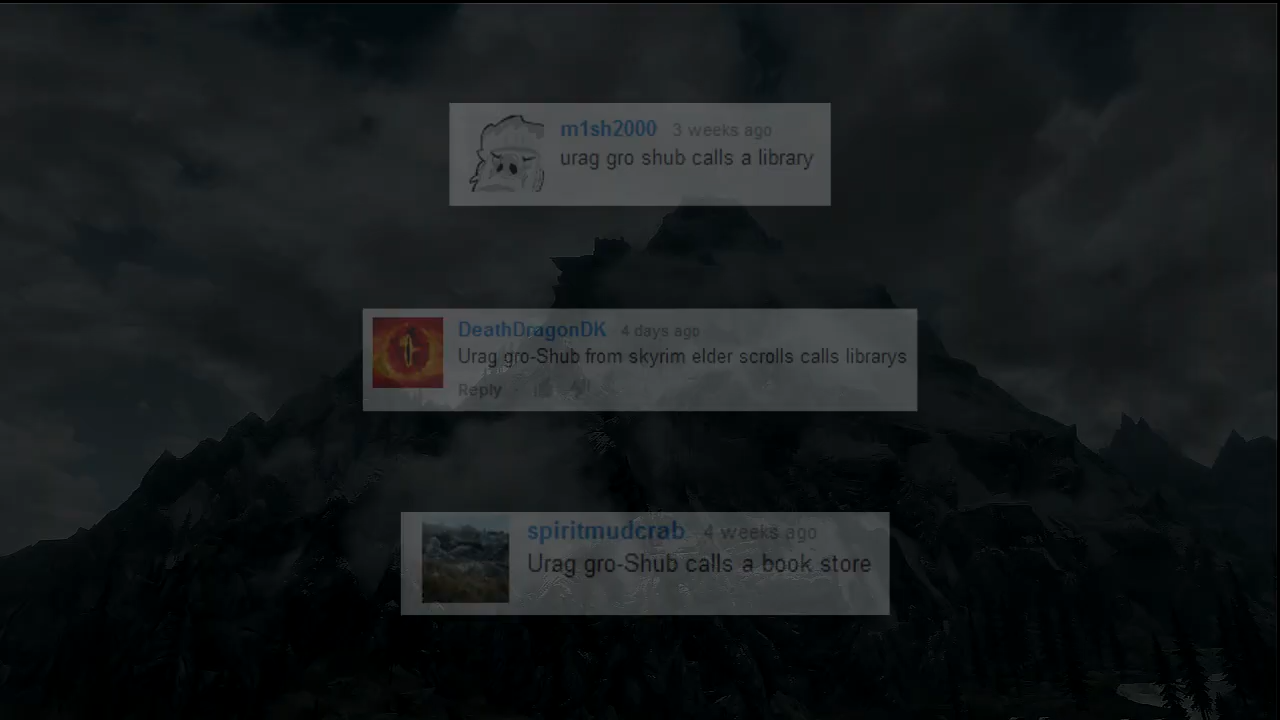 m1sh2000 3 weeks ago
urag gro shub calls a library
DeathDragonDK 4 days ago
Urag gro-Shub from skyrim elder scrolls calls librarys
Reply
spiritmudcrab 4 weeks ago
Urag gro-Shub calls a book store